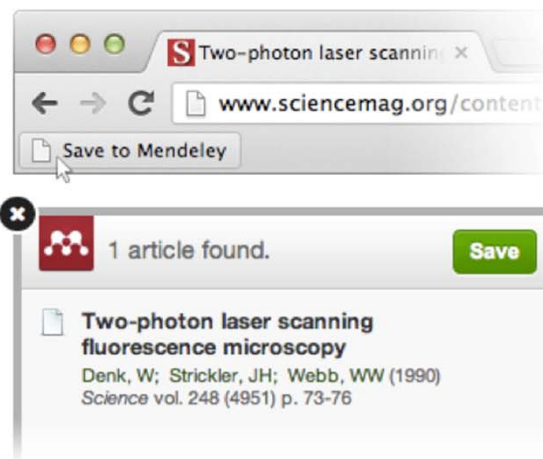 S Two-photon laser scannin
www.sciencemag.org/content
Save to Mendeley
1 article found.
Save
Two-photon laser scanning
fluorescence microscopy
Denk, W; Strickler, JH; Webb, WW (1990)
Science vol. 248 (4951) p. 73-76